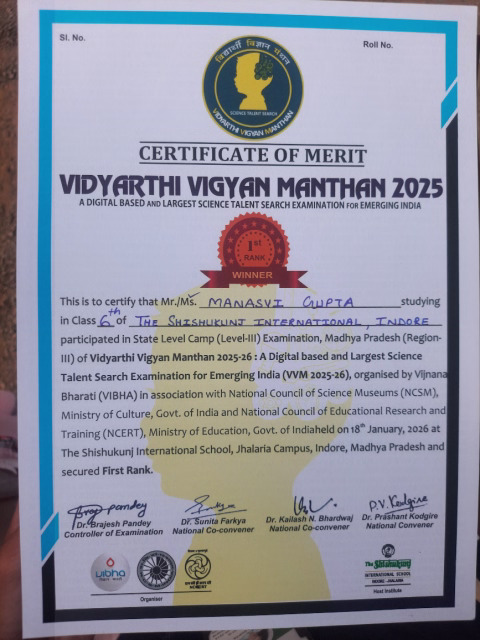 Sl. No.
Roll No.
विद्यार्थी विज्ञान मंथन
SCIENCE TALENT SEARCH
VIDYARTHI VIGYAN MANTHAN
CERTIFICATE OF MERIT
VIDYARTHI VIGYAN MANTHAN 2025
A DIGITAL BASED AND LARGEST SCIENCE TALENT SEARCH EXAMINATION FOR EMERGING INDIA
1st
RANK
WINNER
This is to certify that Mr./Ms. MANASVI GUPTA studying
in Class 6th of THE SHISHUKUNJ INTERNATIONAL, INDORE
participated in State Level Camp (Level-III) Examination, Madhya Pradesh (Region-
III) of Vidyarthi Vigyan Manthan 2025-26 : A Digital based and Largest Science
Talent Search Examination for Emerging India (VVM 2025-26), organised by Vijnana
Bharati (VIBHA) in association with National Council of Science Museums (NCSM),
Ministry of Culture, Govt. of India and National Council of Educational Research and
Training (NCERT), Ministry of Education, Govt. of Indiaheld on 18th January, 2026 at
The Shishukunj International School, Jhalaria Campus, Indore, Madhya Pradesh and
secured First Rank.
Dr. Brajesh Pandey
Controller of Examination
Dr. Sunita Farkya
National Co-convener
Dr. Kailash N. Bhardwaj
National Co-convener
P.V. Kodgire
Dr. Prashant Kodgire
National Convener
vibha
NCERT
Organiser
The Shishukunj
INTERNATIONAL SCHOOL
Host Institute